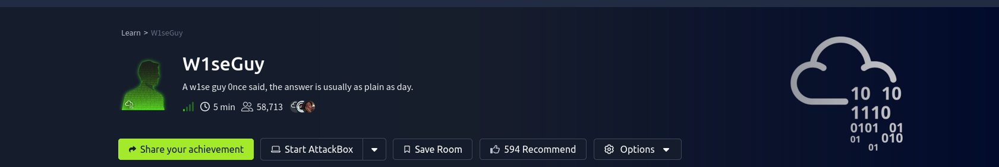 Learn > W1seGuy
W1seGuy
A w1se guy 0nce said, the answer is usually as plain as day.
5 min 58,713
Share your achievement Start AttackBox Save Room 594 Recommend Options
10 10
1110
0101 01
01 010
01